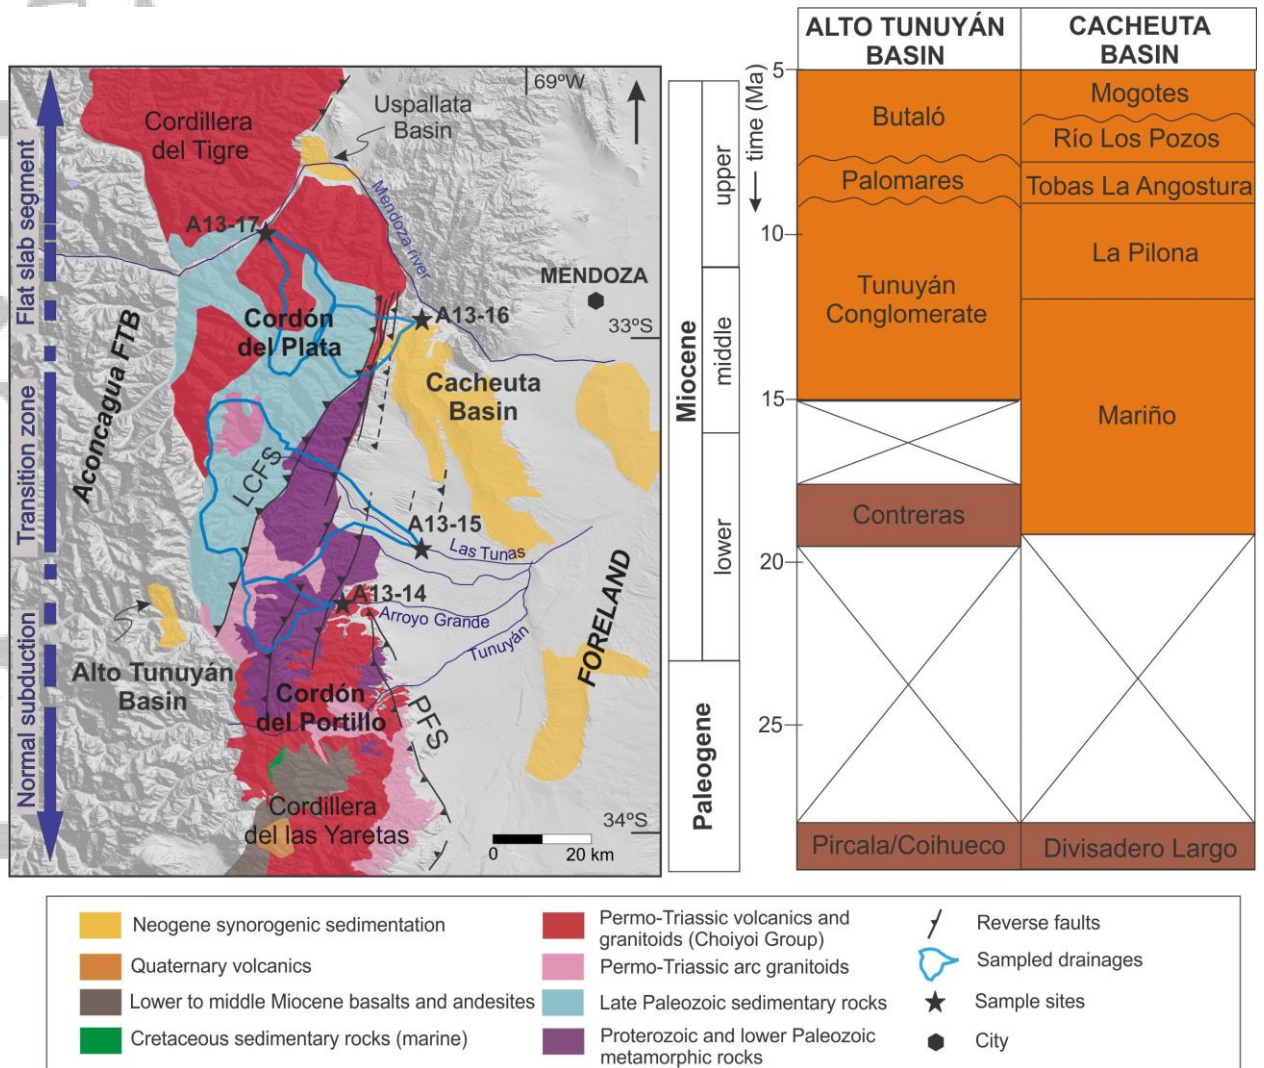 ALTO TUNUYÁN
BASIN
CACHEUTA
BASIN
69ºW
Uspallata
Basin
Cordillera
del Tigre
Mendoza river
A13-17
MENDOZA
A13-16
33ºS
Cordón
del Plata
Cacheuta
Basin
Aconcagua FTB
LCFS
A13-15
Las Tunas
A13-14
Arroyo Grande
Tunuyán
FORELAND
Alto Tunuyán
Basin
Cordón
del Portillo
PFS
Cordillera
del las Yaretas
34ºS
0
20 km
Flat slab segment
Transition zone
Normal subduction
Miocene
upper
middle
lower
Paleogene
time (Ma)
5
10
15
20
25
Butaló
Palomares
Tunuyán
Conglomerate
Contreras
Pircala/Coihueco
Mogotes
Río Los Pozos
Tobas La Angostura
La Pilona
Mariño
Divisadero Largo
Neogene synorogenic sedimentation
Quaternary volcanics
Lower to middle Miocene basalts and andesites
Cretaceous sedimentary rocks (marine)
Permo-Triassic volcanics and
granitoids (Choiyoi Group)
Permo-Triassic arc granitoids
Late Paleozoic sedimentary rocks
Proterozoic and lower Paleozoic
metamorphic rocks
Reverse faults
Sampled drainages
Sample sites
City